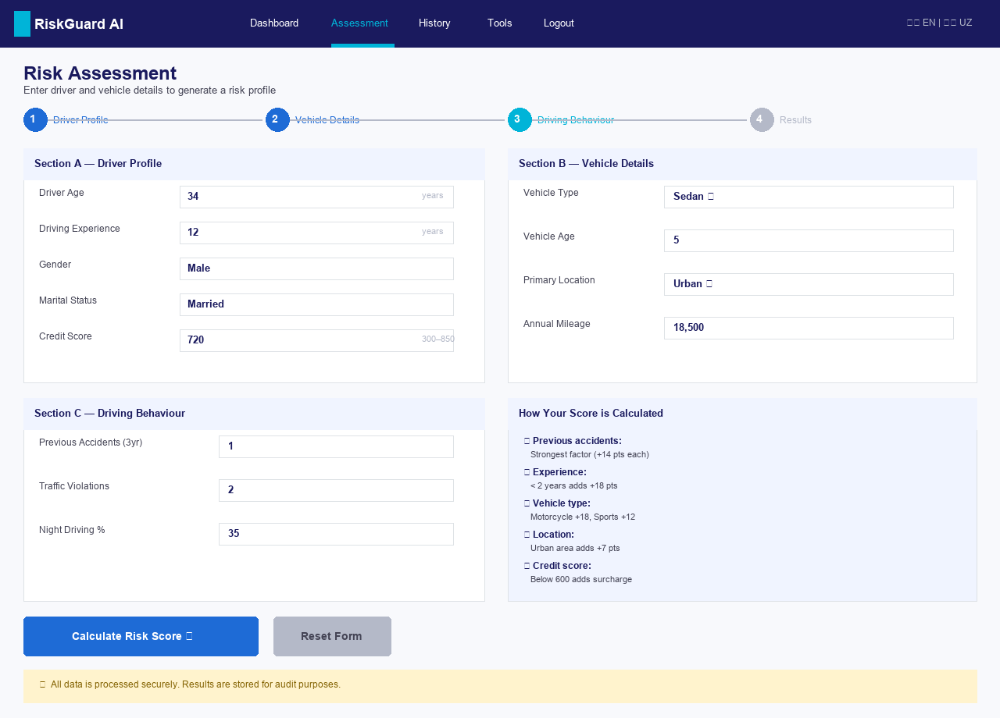 RiskGuard AI
Dashboard Assessment History Tools Logout
EN | UZ
Risk Assessment
Enter driver and vehicle details to generate a risk profile
1 Driver Profile 2 Vehicle Details 3 Driving Behaviour 4 Results
Section A — Driver Profile
Driver Age 34 years
Driving Experience 12 years
Gender Male
Marital Status Married
Credit Score 720 300–850
Section B — Vehicle Details
Vehicle Type Sedan
Vehicle Age 5
Primary Location Urban
Annual Mileage 18,500
Section C — Driving Behaviour
Previous Accidents (3yr) 1
Traffic Violations 2
Night Driving % 35
How Your Score is Calculated
Previous accidents:
Strongest factor (+14 pts each)
Experience:
< 2 years adds +18 pts
Vehicle type:
Motorcycle +18, Sports +12
Location:
Urban area adds +7 pts
Credit score:
Below 600 adds surcharge
Calculate Risk Score
Reset Form
All data is processed securely. Results are stored for audit purposes.